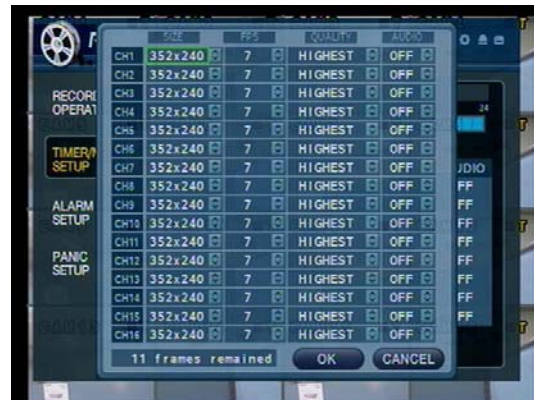 SIZE FPS QUALITY AUDIO
CH1 352x240 7 HIGHEST OFF
CH2 352x240 7 HIGHEST OFF
CH3 352x240 7 HIGHEST OFF
CH4 352x240 7 HIGHEST OFF
CH5 352x240 7 HIGHEST OFF
CH6 352x240 7 HIGHEST OFF
CH7 352x240 7 HIGHEST OFF
CH8 352x240 7 HIGHEST OFF
CH9 352x240 7 HIGHEST OFF
CH10 352x240 7 HIGHEST OFF
CH11 352x240 7 HIGHEST OFF
CH12 352x240 7 HIGHEST OFF
CH13 352x240 7 HIGHEST OFF
CH14 352x240 7 HIGHEST OFF
CH15 352x240 7 HIGHEST OFF
CH16 352x240 7 HIGHEST OFF
11 frames remained OK CANCEL
RECOR
OPERAT
TIMER/
SETUP
ALARM
SETUP
PANIC
SETUP
24
UDIO
FF
FF
FF
FF
FF
FF
FF
FF